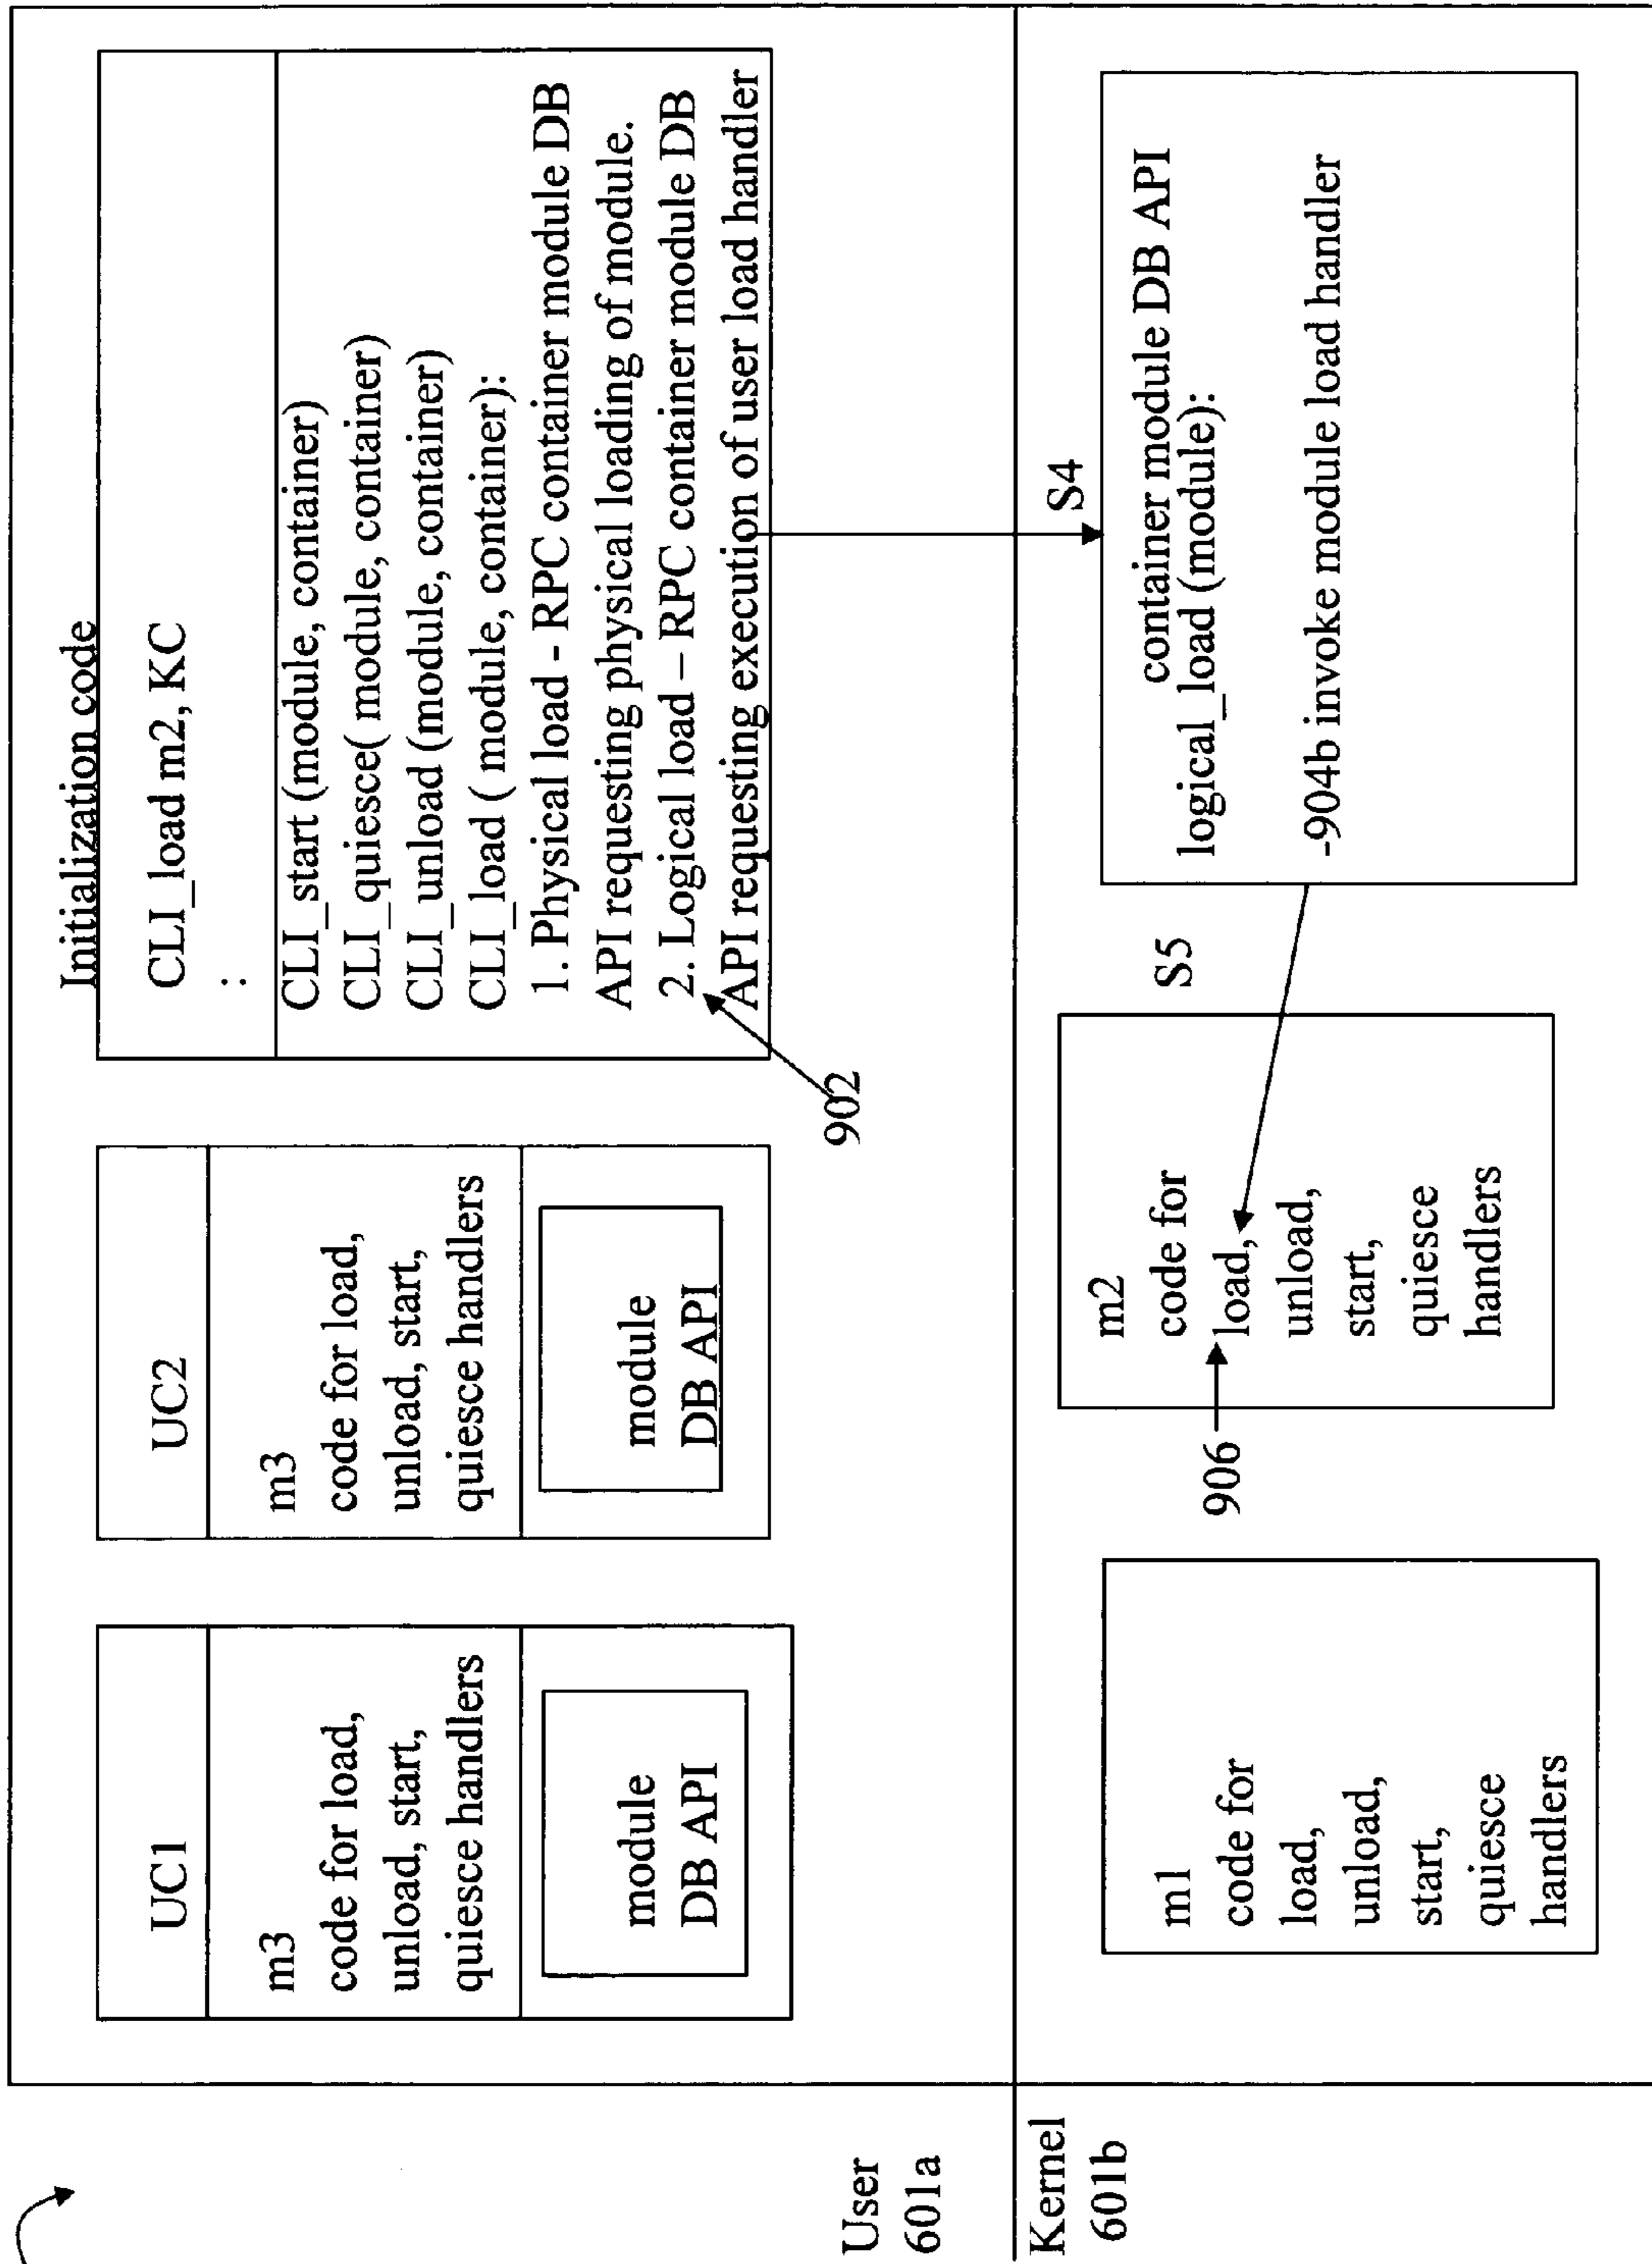 UC1
m3
code for load,
unload, start,
quiesce handlers
module
DB API
UC2
m3
code for load,
unload, start,
quiesce handlers
module
DB API
Initialization code
CLI_load m2, KC
:
CLI_start (module, container)
CLI_quiesce( module, container)
CLI_unload (module, container)
CLI_load ( module, container):
1. Physical load - RPC container module DB
API requesting physical loading of module.
2. Logical load – RPC container module DB
API requesting execution of user load handler
902
User
601a
Kernel
601b
m1
code for
load,
unload,
start,
quiesce
handlers
906
m2
code for
load,
unload,
start,
quiesce
handlers
S5
S4
container module DB API
logical_load (module):
-904b invoke module load handler